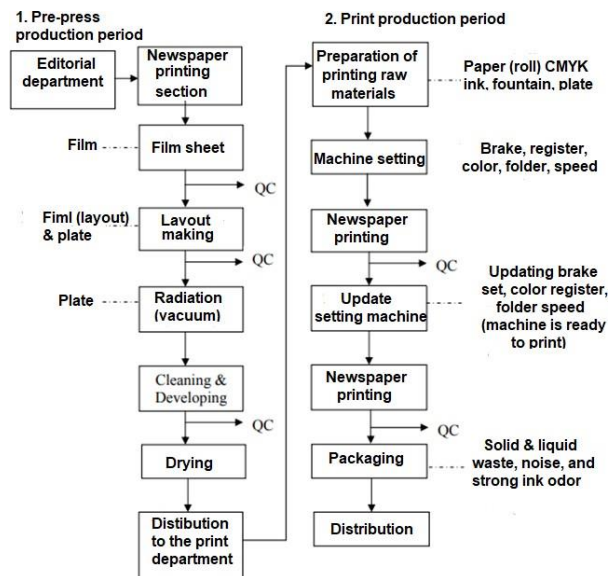 1. Pre-press
production period
Editorial
department
Newspaper
printing
section
Film
Film sheet
QC
Fiml (layout)
& plate
Lavout
making
QC
Plate
Radiation
(vacuum)
Cleaning &
Developing
QC
Drying
Distibution
to the print
department
2. Print production period
Preparation of
printing raw
materials
Paper (roll) CMYK
ink, fountain, plate
Machine setting
Brake, register,
color, folder, speed
Newspaper
printing
QC
Update
setting machine
Updating brake
set, color register,
folder speed
(machine is ready
to print)
Newspaper
printing
QC
Packaging
Solid & liquid
waste, noise, and
strong ink odor
Distribution